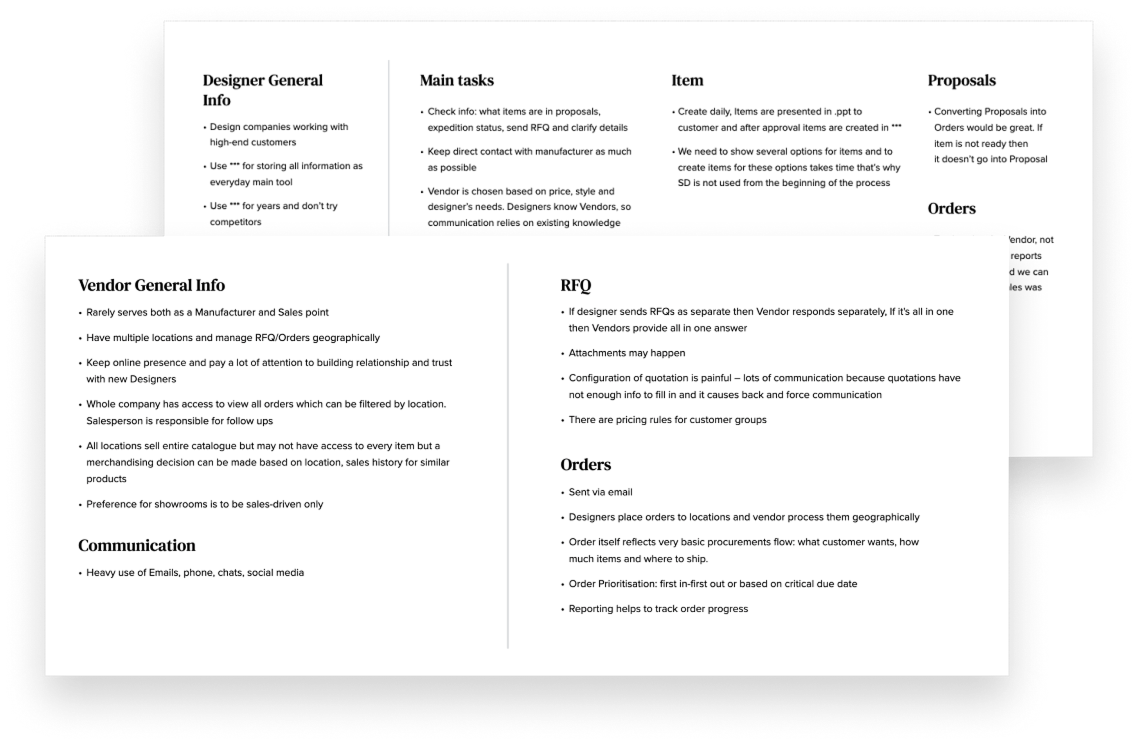 Designer General
Info
• Design companies working with
high-end customers
• Use *** for storing all information as
everyday main tool
• Use *** for years and don't try
competitors
Main tasks
• Check info: what items are in proposals,
expedition status, send RFQ and clarify details
• Keep direct contact with manufacturer as much
as possible
• Vendor is chosen based on price, style and
designer's needs. Designers know Vendors, so
communication relies on existing knowledge
Item
• Create daily, Items are presented in .ppt to
customer and after approval items are created in ***
• We need to show several options for items and to
create items for these options takes time that's why
SD is not used from the beginning of the process
Proposals
• Converting Proposals into
Orders would be great. If
item is not ready then
it doesn't go into Proposal
Orders
not
reports
we can
was
Vendor General Info
• Rarely serves both as a Manufacturer and Sales point
• Have multiple locations and manage RFQ/Orders geographically
• Keep online presence and pay a lot of attention to building relationship and trust
with new Designers
• Whole company has access to view all orders which can be filtered by location.
Salesperson is responsible for follow ups
• All locations sell entire catalogue but may not have access to every item but a
merchandising decision can be made based on location, sales history for similar
products
• Preference for showrooms is to be sales-driven only
Communication
• Heavy use of Emails, phone, chats, social media
RFQ
• If designer sends RFQs as separate then Vendor responds separately, If it's all in one
then Vendors provide all in one answer
• Attachments may happen
• Configuration of quotation is painful – lots of communication because quotations have
not enough info to fill in and it causes back and force communication
• There are pricing rules for customer groups
Orders
• Sent via email
• Designers place orders to locations and vendor process them geographically
• Order itself reflects very basic procurements flow: what customer wants, how
much items and where to ship.
• Order Prioritisation: first in-first out or based on critical due date
• Reporting helps to track order progress